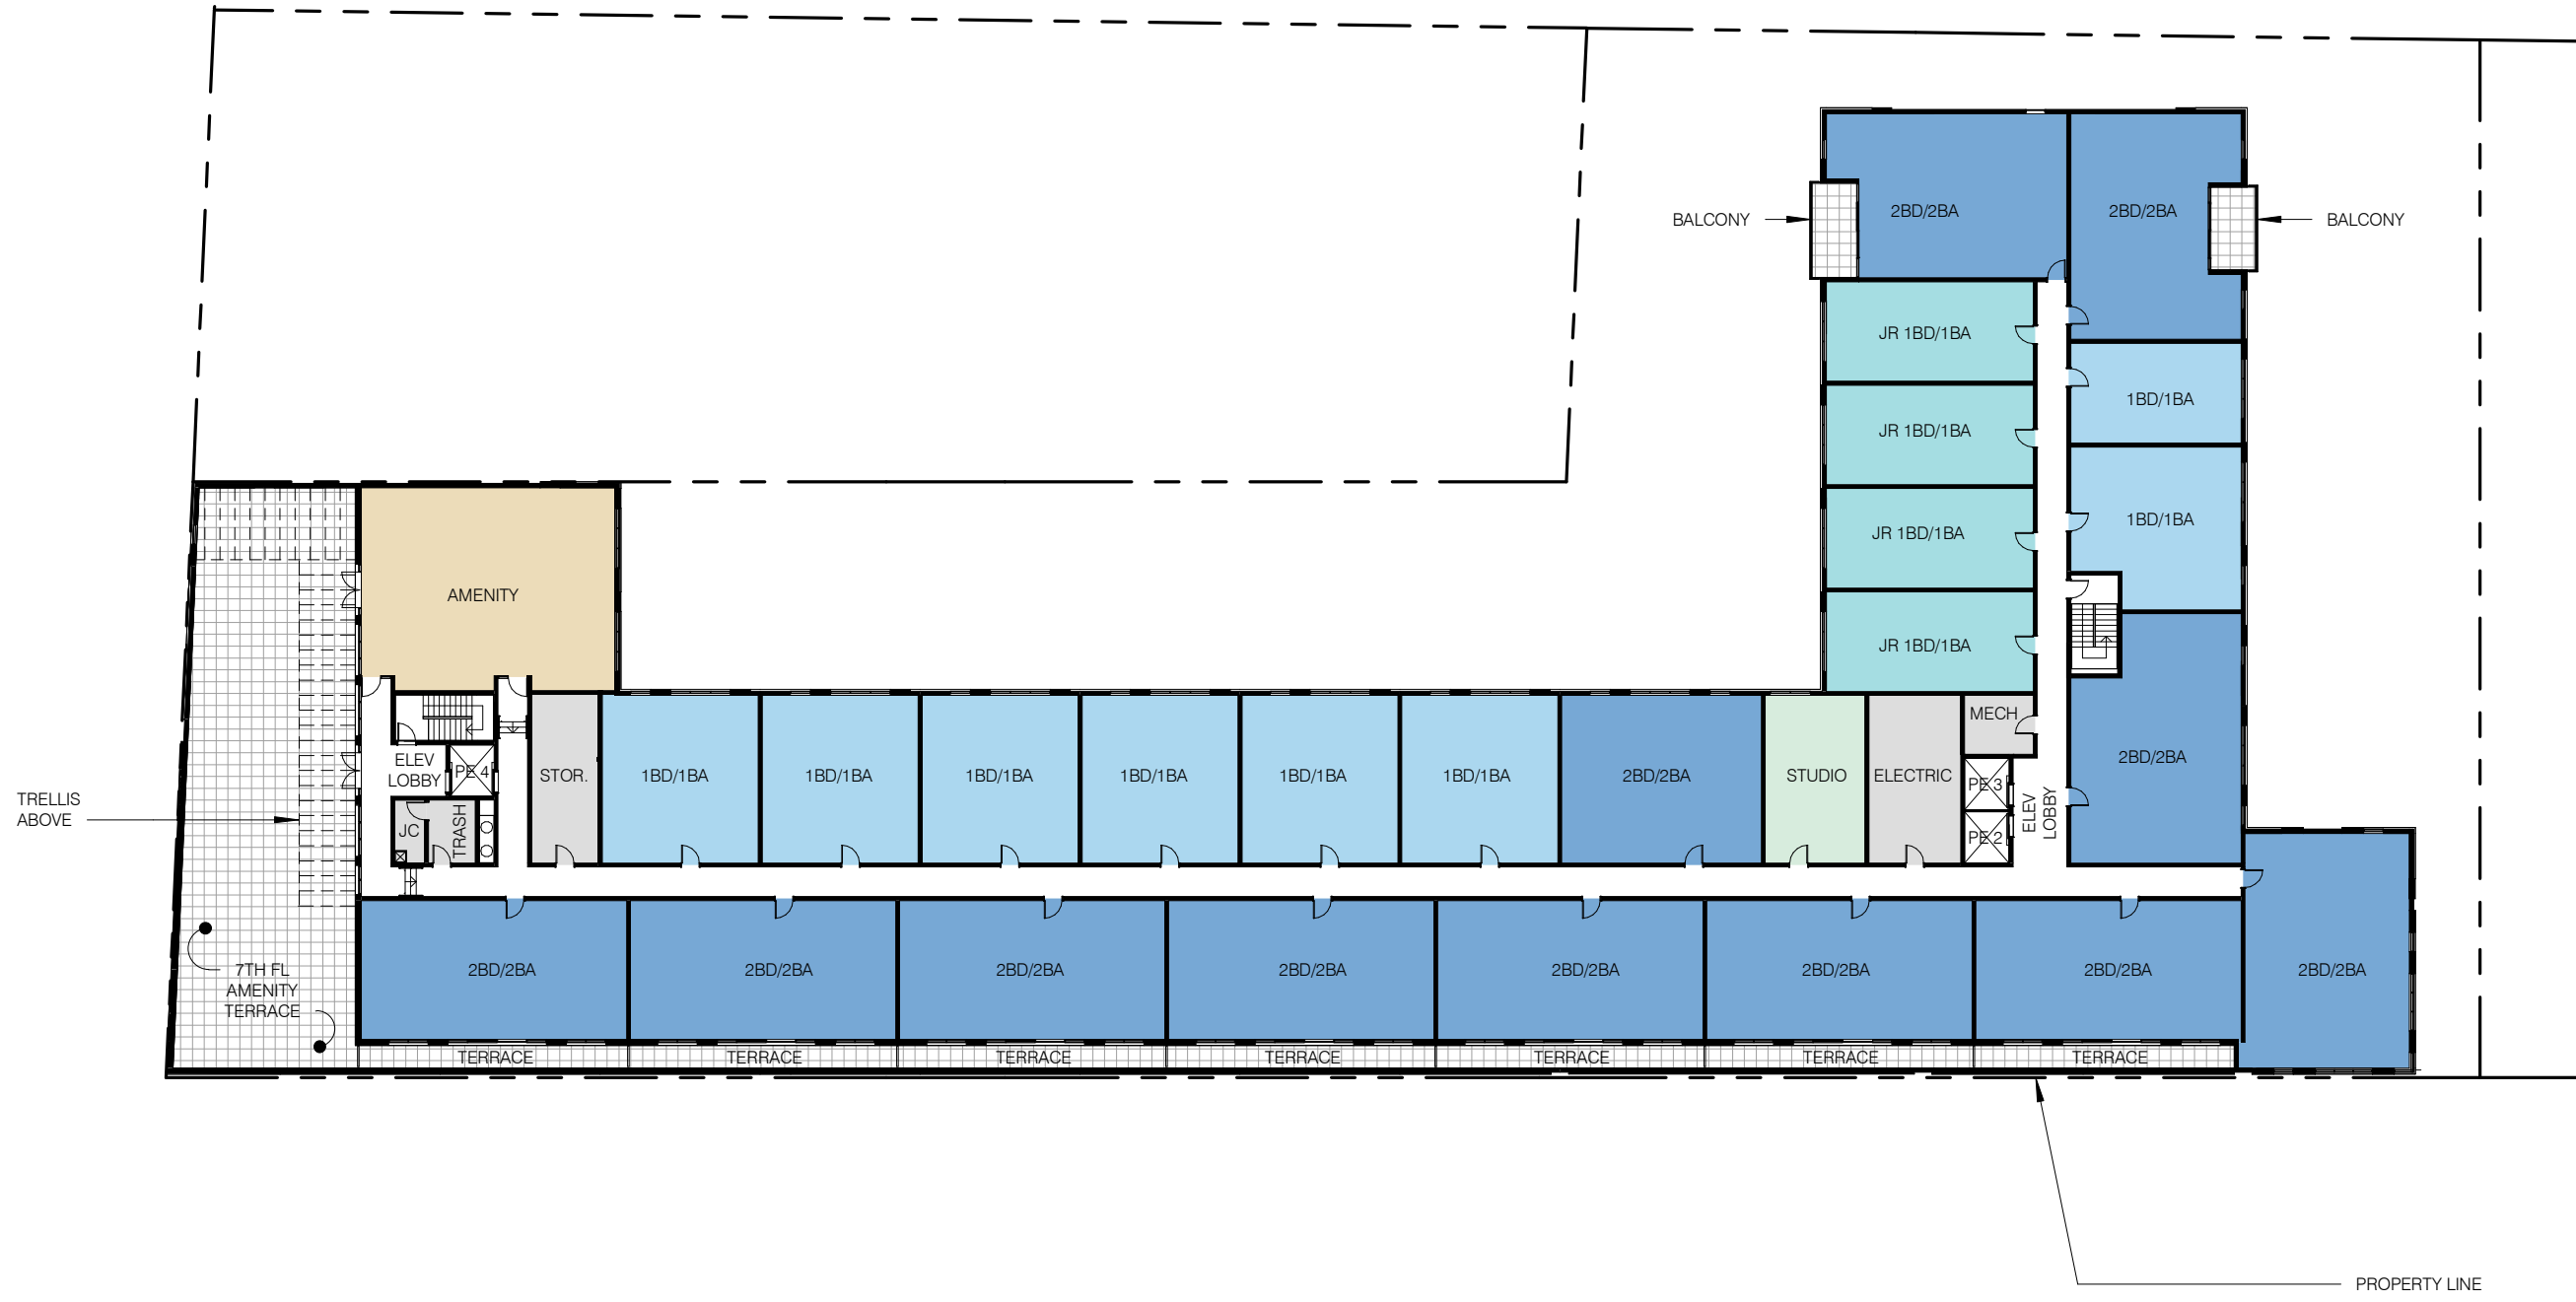 2BD/2BA
2BD/2BA
BALCONY
BALCONY
JR 1BD/1BA
1BD/1BA
JR 1BD/1BA
1BD/1BA
JR 1BD/1BA
AMENITY
JR 1BD/1BA
MECH
2BD/2BA
ELEV
LOBBY
PE 4
STOR.
1BD/1BA
1BD/1BA
1BD/1BA
1BD/1BA
1BD/1BA
1BD/1BA
2BD/2BA
STUDIO
ELECTRIC
PE 3
PE 2
ELEV
LOBBY
TRELLIS
ABOVE
JC
TRASH
7TH FL
AMENITY
TERRACE
2BD/2BA
2BD/2BA
2BD/2BA
2BD/2BA
2BD/2BA
2BD/2BA
2BD/2BA
2BD/2BA
TERRACE
TERRACE
TERRACE
TERRACE
TERRACE
TERRACE
TERRACE
PROPERTY LINE